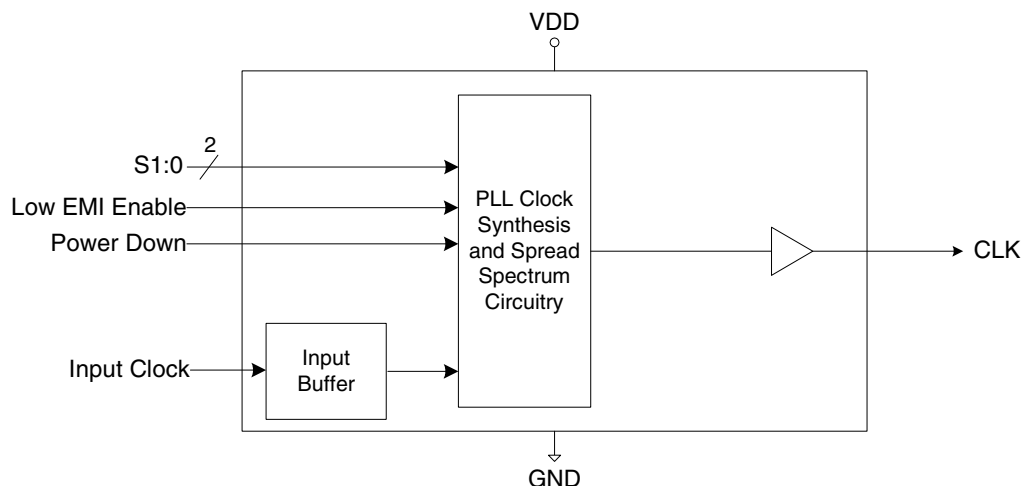 VDD
2
S1:0
Low EMI Enable
Power Down
PLL Clock
Synthesis
and Spread
Spectrum
Circuitry
CLK
Input Clock
Input
Buffer
GND